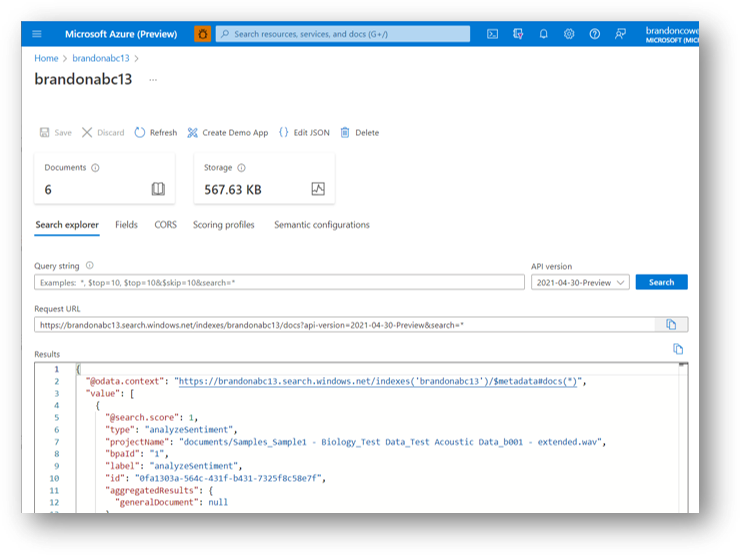 Microsoft Azure (Preview) Search resources, services, and docs (G+/) brandoncowe
MICROSOFT (MIC
Home > brandonabc13 >
brandonabc13 ...
Save Discard Refresh Create Demo App {} Edit JSON Delete
Documents Storage
6 567.63 KB
Search explorer Fields CORS Scoring profiles Semantic configurations
Query string API version
Examples: *, $top=10, $top=10&$skip=10&search=* 2021-04-30-Preview Search
Request URL
https://brandonabc13.search.windows.net/indexes/brandonabc13/docs?api-version=2021-04-30-Preview&search=*
Results
1 {
2 "@odata.context": "https://brandonabc13.search.windows.net/indexes('brandonabc13')/$metadata#docs(*)",
3 "value": [
4 {
5 "@search.score": 1,
6 "type": "analyzeSentiment",
7 "projectName": "documents/Samples_Sample1 - Biology_Test Data_Test Acoustic Data_b001 - extended.wav",
8 "bpaId": "1",
9 "label": "analyzeSentiment",
10 "id": "0fa1303a-564c-431f-b431-7325f8c58e7f",
11 "aggregatedResults": {
12 "generalDocument": null